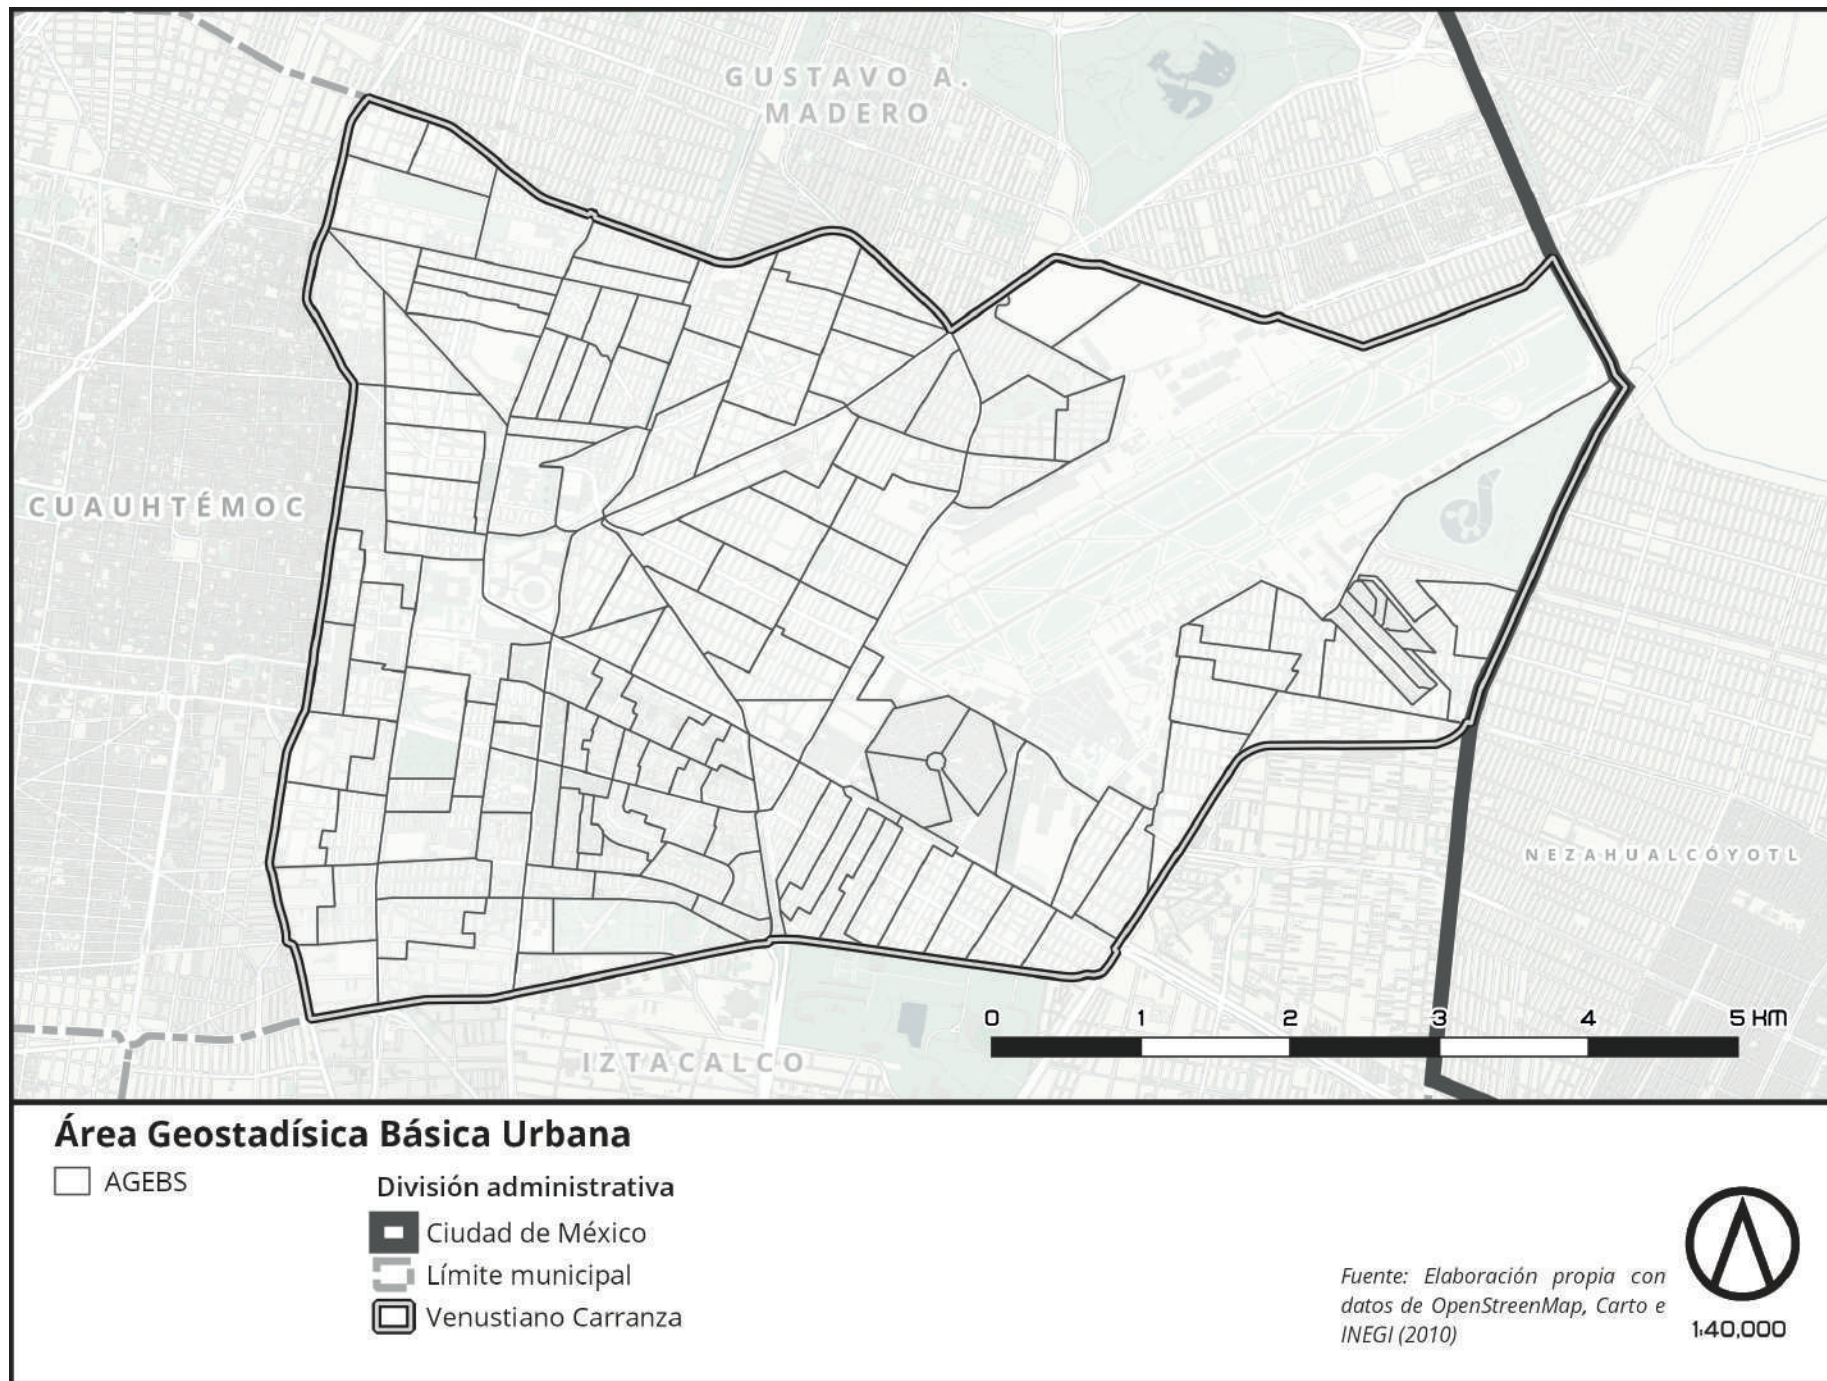 GUSTAVO A.
MADERO
CUAUHTÉMOC
NEZAHUALCÓYOTL
IZTACALCO
0 1 2 3 4 5 KM
Área Geostadísica Básica Urbana
AGEBS
División administrativa
Ciudad de México
Límite municipal
Venustiano Carranza
Fuente: Elaboración propia con
datos de OpenStreenMap, Carto e
INEGI (2010)
1:40,000